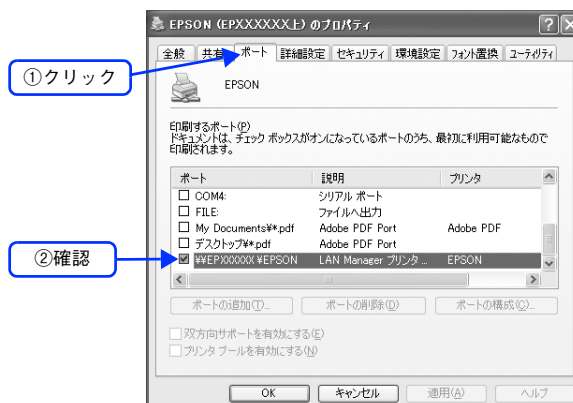 EPSON (EPXXXXXX上) のプロパティ
全般 共有 ポート 詳細設定 セキュリティ 環境設定 フォント置換 ユーティリティ
①クリック
EPSON
印刷するポート(P)
ドキュメントは、チェック ボックスがオンになっているポートのうち、最初に利用可能なもので
印刷されます。
ポート 説明 プリンタ
COM4: シリアル ポート
FILE: ファイルへ出力
My Documents¥*.pdf Adobe PDF Port Adobe PDF
デスクトップ¥*.pdf Adobe PDF Port
②確認
¥¥EPXXXXXX ¥EPSON LAN Manager プリンタ ... EPSON
ポートの追加(T)... ポートの削除(D) ポートの構成(C)...
双方向サポートを有効にする(E)
プリンタ プールを有効にする(N)
OK キャンセル 適用(A) ヘルプ